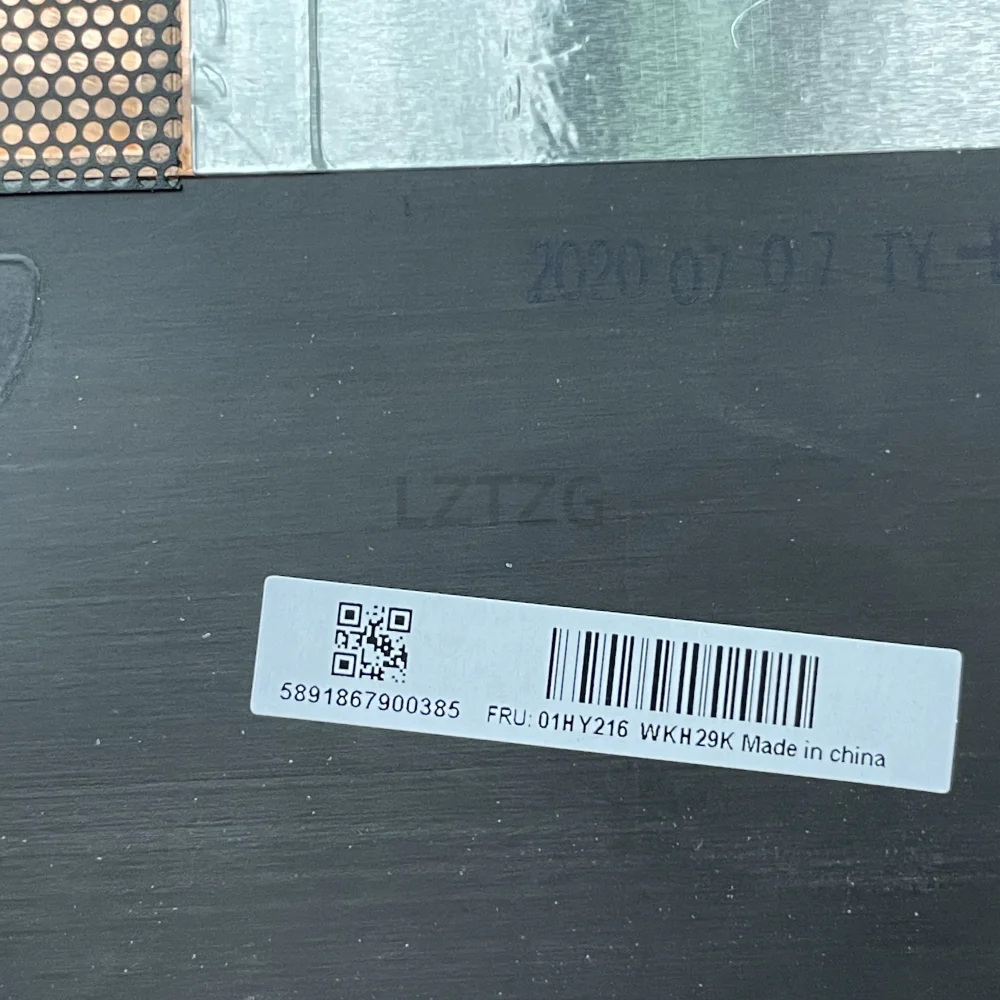 2020 07 07 TY-
LZTZG
5891867900385
FRU: 01HY216 WKH29K Made in china